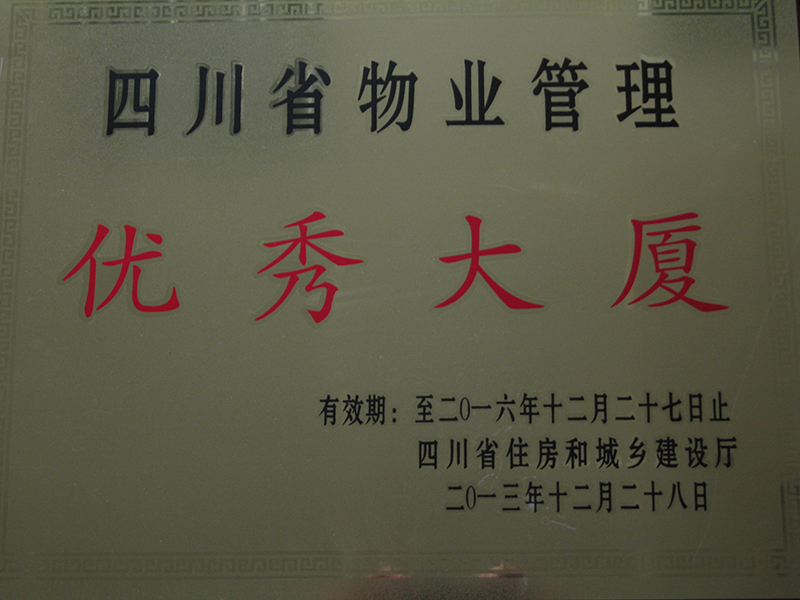 四川省物业管理
优秀大厦
有效期：至二〇一六年十二月二十七日止
四川省住房和城乡建设厅
二〇一三年十二月二十八日